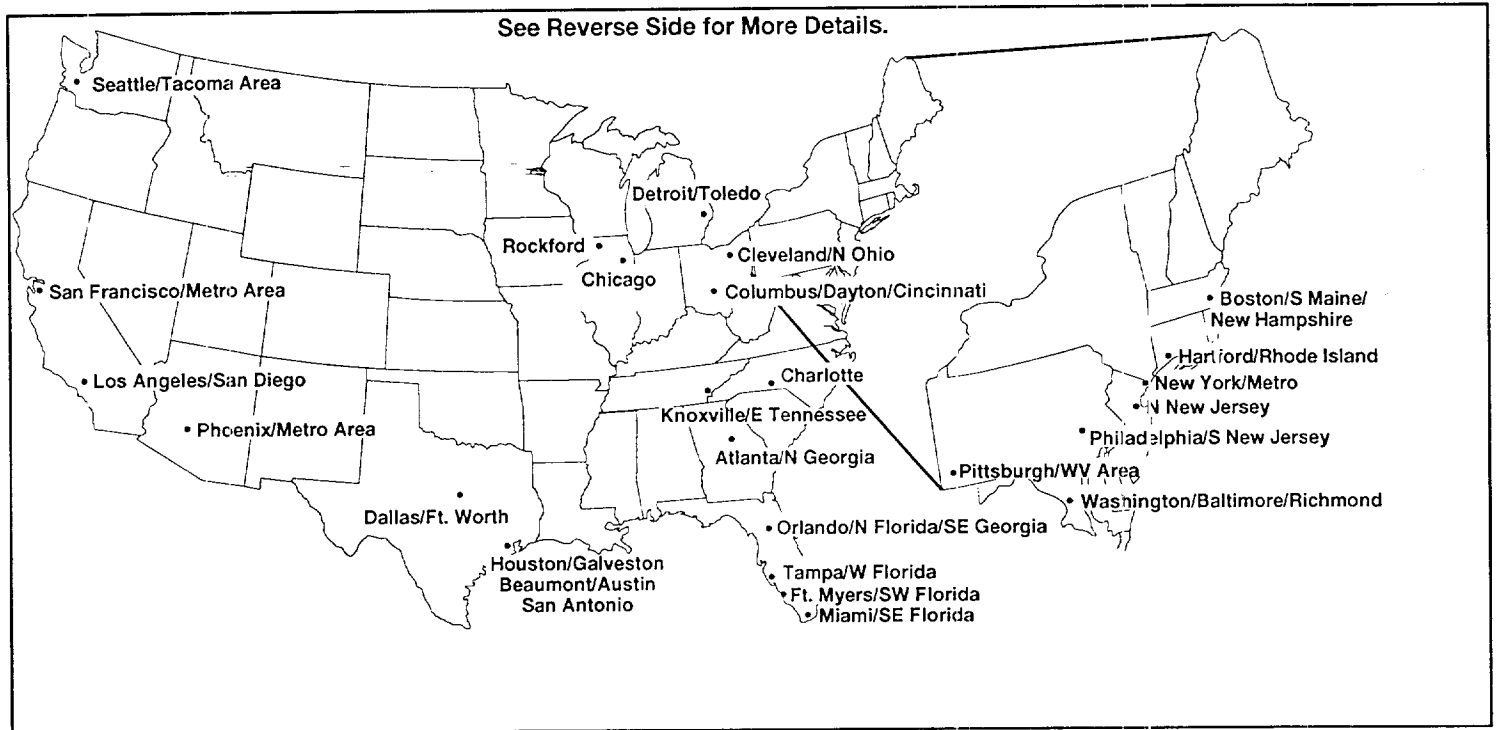 See Reverse Side for More Details.
Seattle/Tacoma Area
Detroit/Toledo
Rockford
Cleveland/N Ohio
Chicago
San Francisco/Metro Area
Columbus/Dayton/Cincinnati
Boston/S Maine/
New Hampshire
Hartford/Rhode Island
Los Angeles/San Diego
Charlotte
New York/Metro
Knoxville/E Tennessee
N New Jersey
Phoenix/Metro Area
Philadelphia/S New Jersey
Atlanta/N Georgia
Pittsburgh/WV Area
Washington/Baltimore/Richmond
Dallas/Ft. Worth
Orlando/N Florida/SE Georgia
Houston/Galveston
Beaumont/Austin
San Antonio
Tampa/W Florida
Ft. Myers/SW Florida
Miami/SE Florida